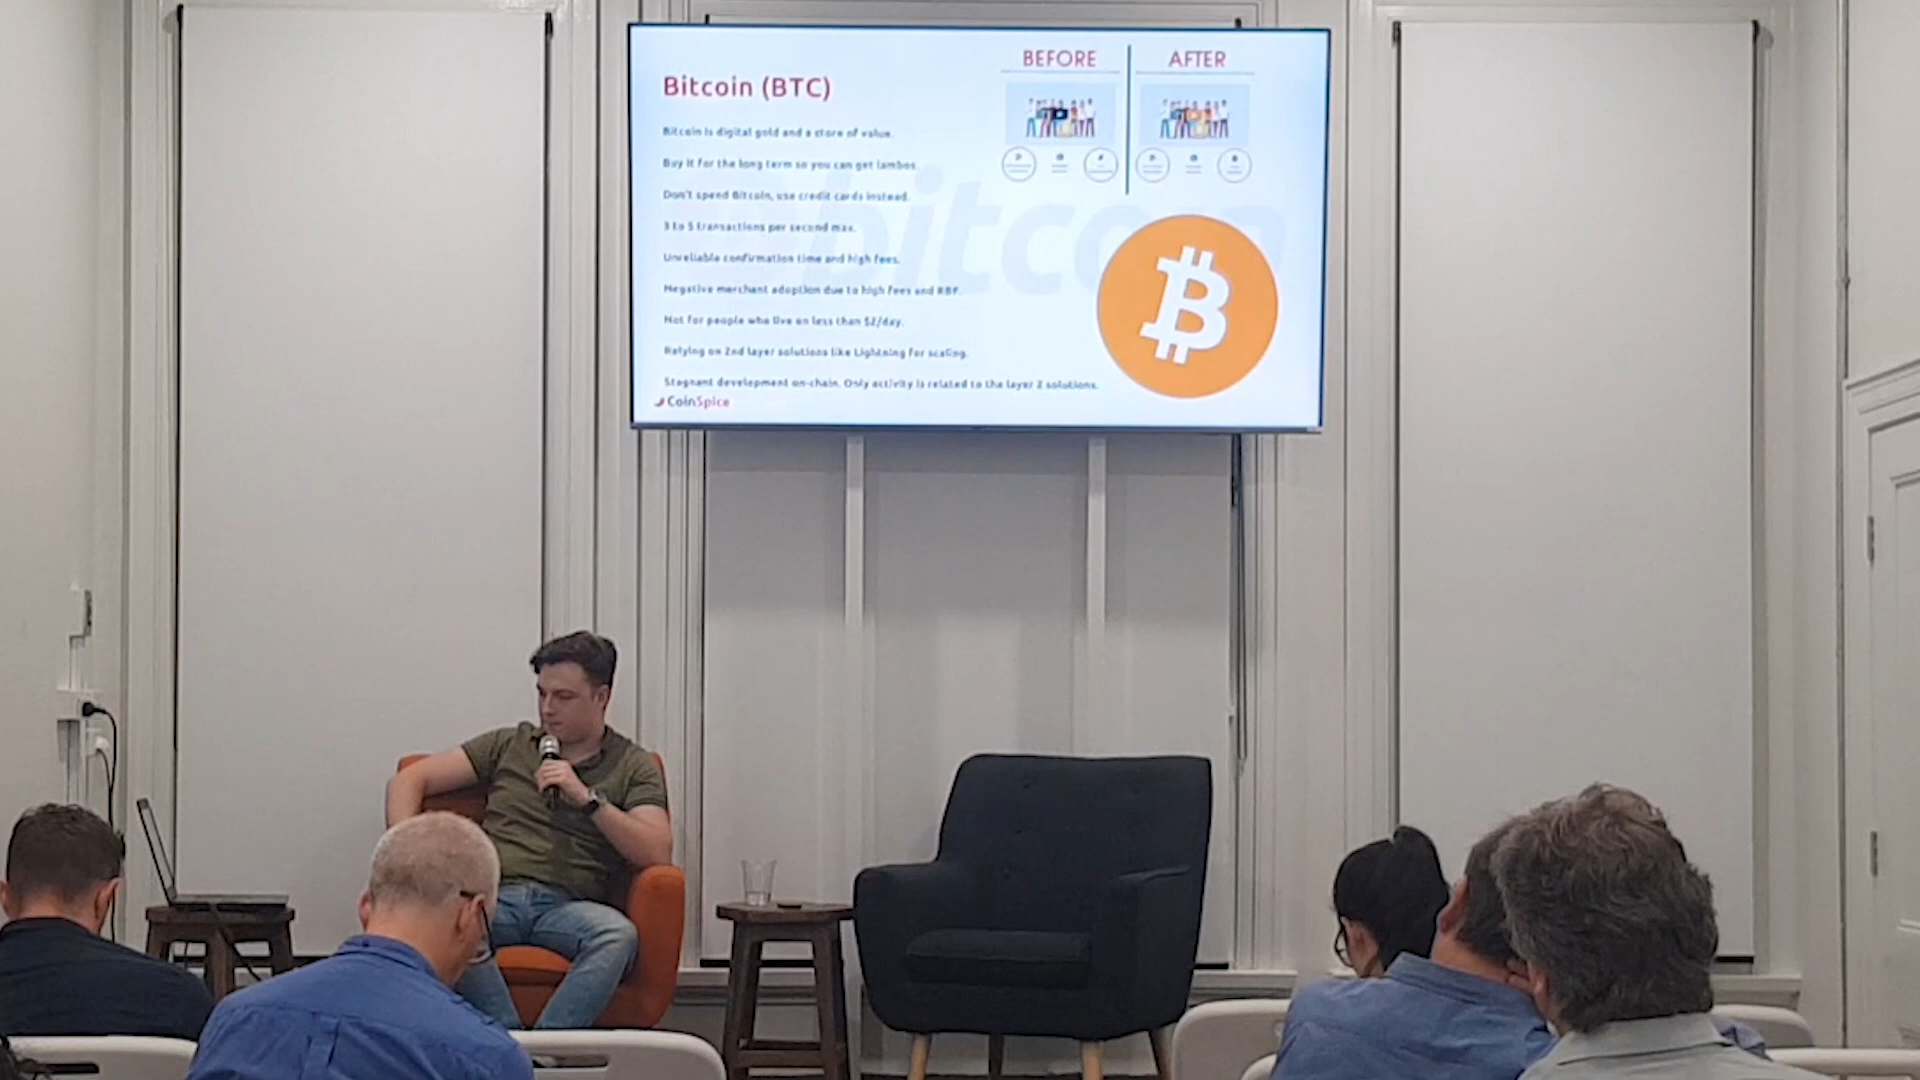 Bitcoin (BTC)
Bitcoin is digital gold and a store of value.
Buy it for the long term so you can get lambos.
Don't spend Bitcoin, use credit cards instead.
3 to 5 transactions per second max.
Unreliable confirmation time and high fees.
Negative merchant adoption due to high fees and RBF.
Not for people who live on less than $2/day.
Relying on 2nd layer solutions like Lightning for scaling.
Stagnant development on-chain. Only activity is related to the layer 2 solutions.
CoinSpice
BEFORE
AFTER
bitcoin